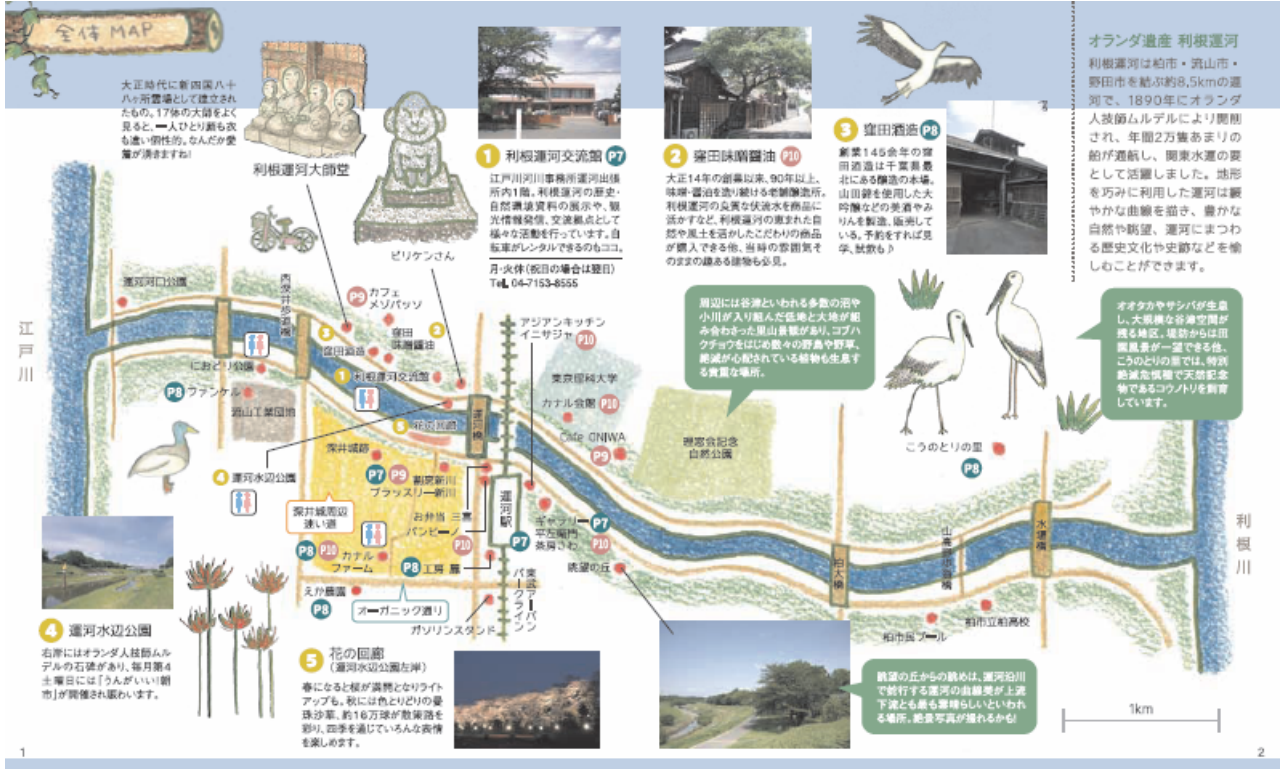 全体 MAP
大正時代に新四国八十
八ヶ所霊場として建立され
たもの。17体の大師をよく
見ると、一人ひとり顔も衣
も違い個性的。なんだか愛
着が湧きますね！
利根運河大師堂
ビリケンさん
1 利根運河交流館 P7
江戸川河川事務所運河出張
所内1階。利根運河の歴史・
自然環境資料の展示や、観
光情報発信、交流拠点として
様々な活動を行っています。自
転車がレンタルできるのもココ。
月・火休（祝日の場合は翌日）
TeL 04-7153-8555
2 窪田味噌醤油 P10
大正14年の創業以来、90年以上、
味噌・醤油を造り続ける老舗醸造所。
利根運河の良質な伏流水を商品に
活かすなど、利根運河の恵まれた自
然や風土を活かしたこだわりの商品
が購入できる他、当時の雰囲気そ
のままの趣ある建物も必見。
3 窪田酒造 P8
創業145余年の窪
田酒造は千葉県最
北にある醸造の本場。
山田錦を使用した大
吟醸などの美酒やみ
りんを製造、販売して
いる。予約をすれば見
学、試飲も♪
オランダ遺産 利根運河
利根運河は柏市・流山市・
野田市を結ぶ約8.5kmの運
河で、1890年にオランダ
人技師ムルデルにより開削
され、年間2万隻あまりの
船が通航し、関東水運の要
として活躍しました。地形
を巧みに利用した運河は緩
やかな曲線を描き、豊かな
自然や眺望、運河にまつわ
る歴史文化や史跡などを愉
しむことができます。
周辺には谷津といわれる多数の沼や
小川が入り組んだ低地と大地が組
み合わさった里山景観があり、コブハ
クチョウをはじめ数々の野鳥や野草、
絶滅が心配されている植物も生息す
る貴重な場所。
オオタカやサシバが生息
し、大規模な谷津空間が
残る地区。堤防からは田
園風景が一望できる他、
こうのとりの里では、特別
絶滅危惧種で天然記念
物であるコウノトリを飼育
しています。
江戸川
運河河口公園
西深井歩道橋
P9 カフェ
メゾパッソ
3
窪田酒造
窪田
味噌醤油
2
1 利根運河交流館
におどり公園
P8 ファンケル
流山工業団地
5 花の回廊
運河橋
アジアンキッチン
イニサジャ P10
東京理科大学
カナル会館 P10
Cafe ONIWA
P9
理窓会記念
自然公園
こうのとりの里
P8
4 運河水辺公園
深井城跡
P7 P9 割烹新川
ブラッスリー新川
深井城周辺
迷い道
お弁当 三喜
バンビーノ
P10
運河駅
P7
ギャラリー P7
平左衛門
茶房さわ P10
P8 P10 カナル
ファーム
P8 工房 麓
眺望の丘
えか農園
P8
オーガニック通り
ガソリンスタンド
東武アーバン
パークライン
柏大橋
水堰橋
利根川
柏市民プール
柏市立柏高校
4 運河水辺公園
右岸にはオランダ人技師ムル
デルの石碑があり、毎月第4
土曜日には「うんがいい！朝
市」が開催され賑わいます。
5 花の回廊
（運河水辺公園左岸）
春になると桜が満開となりライト
アップも。秋には色とりどりの曼
珠沙華、約16万球が散策路を
彩り、四季を通じていろんな表情
を楽しめます。
眺望の丘からの眺めは、運河沿川
で蛇行する運河の曲線美が上流
下流とも最も素晴らしいといわれ
る場所。絶景写真が撮れるかも！
1km
1
2